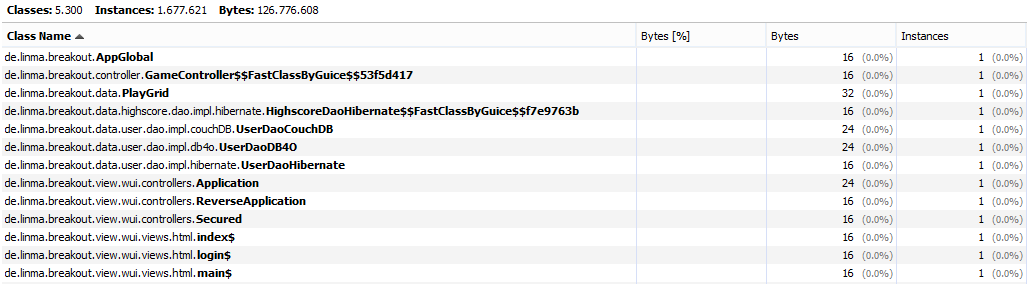 Classes: 5.300 Instances: 1.677.621 Bytes: 126.776.608
Class Name Bytes [%] Bytes Instances
de.linma.breakout.AppGlobal 16 (0.0%) 1 (0.0%)
de.linma.breakout.controller.GameController$$FastClassByGuice$$53f5d417 16 (0.0%) 1 (0.0%)
de.linma.breakout.data.PlayGrid 32 (0.0%) 1 (0.0%)
de.linma.breakout.data.highscore.dao.impl.hibernate.HighscoreDaoHibernate$$FastClassByGuice$$f7e9763b 16 (0.0%) 1 (0.0%)
de.linma.breakout.data.user.dao.impl.couchDB.UserDaoCouchDB 24 (0.0%) 1 (0.0%)
de.linma.breakout.data.user.dao.impl.db4o.UserDaoDB4O 24 (0.0%) 1 (0.0%)
de.linma.breakout.data.user.dao.impl.hibernate.UserDaoHibernate 16 (0.0%) 1 (0.0%)
de.linma.breakout.view.wui.controllers.Application 24 (0.0%) 1 (0.0%)
de.linma.breakout.view.wui.controllers.ReverseApplication 16 (0.0%) 1 (0.0%)
de.linma.breakout.view.wui.controllers.Secured 16 (0.0%) 1 (0.0%)
de.linma.breakout.view.wui.views.html.index$ 16 (0.0%) 1 (0.0%)
de.linma.breakout.view.wui.views.html.login$ 16 (0.0%) 1 (0.0%)
de.linma.breakout.view.wui.views.html.main$ 16 (0.0%) 1 (0.0%)